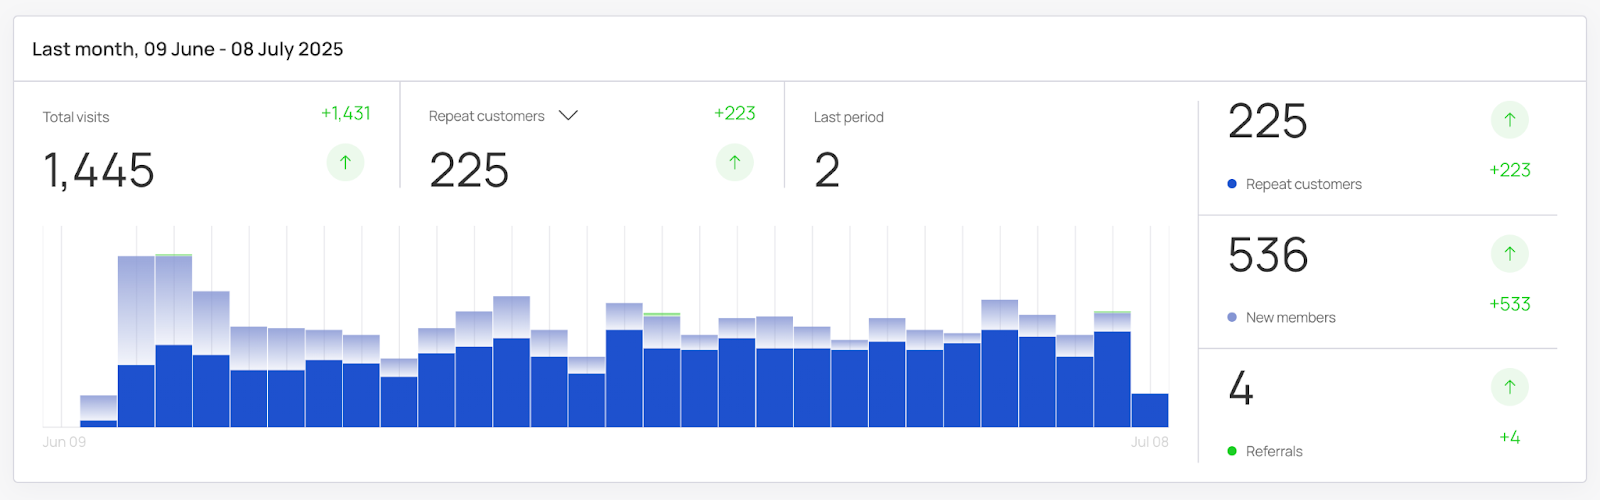 Last month, 09 June - 08 July 2025
Total visits
+1,431
1,445
Repeat customers
+223
225
Last period
2
Jun 09
Jul 08
225
+223
Repeat customers
536
+533
New members
4
+4
Referrals